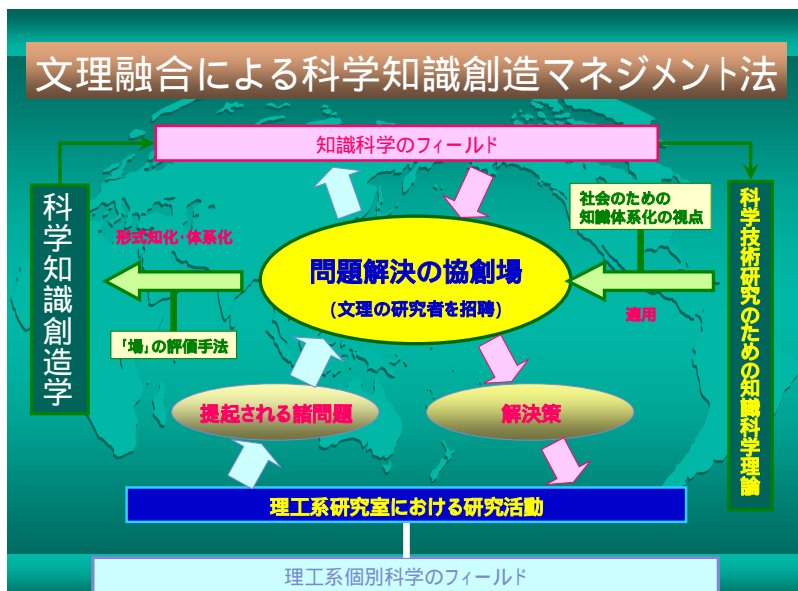 文理融合による科学知識創造マネジメント法
知識科学のフィールド
科学知識創造学
形式知化・体系化
「場」の評価手法
問題解決の協創場
(文理の研究者を招聘)
社会のための
知識体系化の視点
適用
科学技術研究のための知識科学理論
提起される諸問題
解決策
理工系研究室における研究活動
理工系個別科学のフィールド